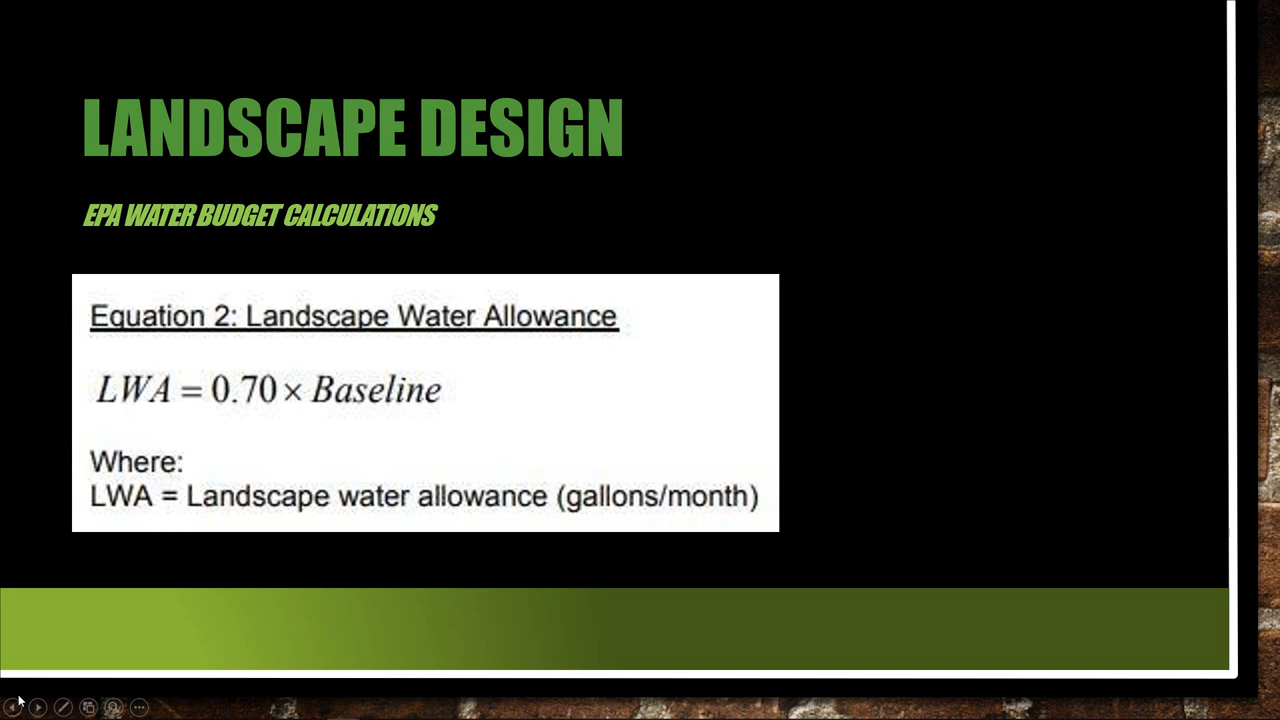 LANDSCAPE DESIGN
EPA WATER BUDGET CALCULATIONS
Equation 2: Landscape Water Allowance
LWA = 0.70 × Baseline
Where:
LWA = Landscape water allowance (gallons/month)